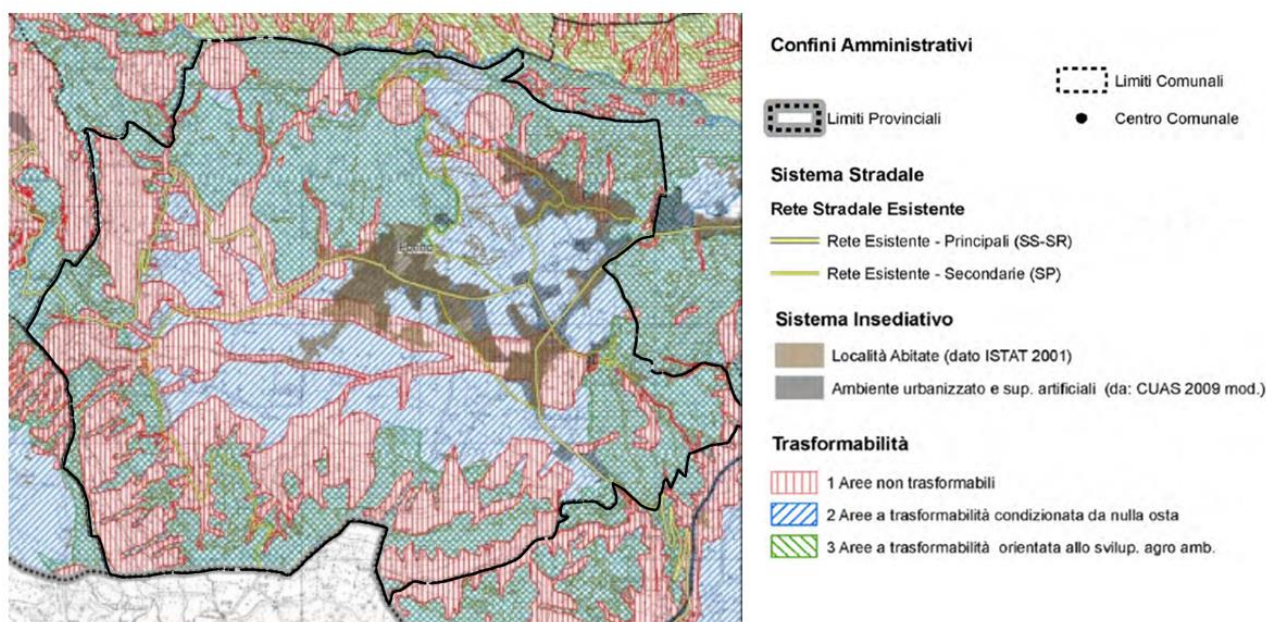 Confini Amministrativi
Limiti Comunali
Limiti Provinciali
Centro Comunale
Sistema Stradale
Rete Stradale Esistente
Rete Esistente - Principali (SS-SR)
Rete Esistente - Secondarie (SP)
Sistema Insediativo
Località Abitate (dato ISTAT 2001)
Ambiente urbanizzato e sup. artificiali (da: CUAS 2009 mod.)
Trasformabilità
1 Aree non trasformabili
2 Aree a trasformabilità condizionata da nulla osta
3 Aree a trasformabilità orientata allo svilup. agro amb.